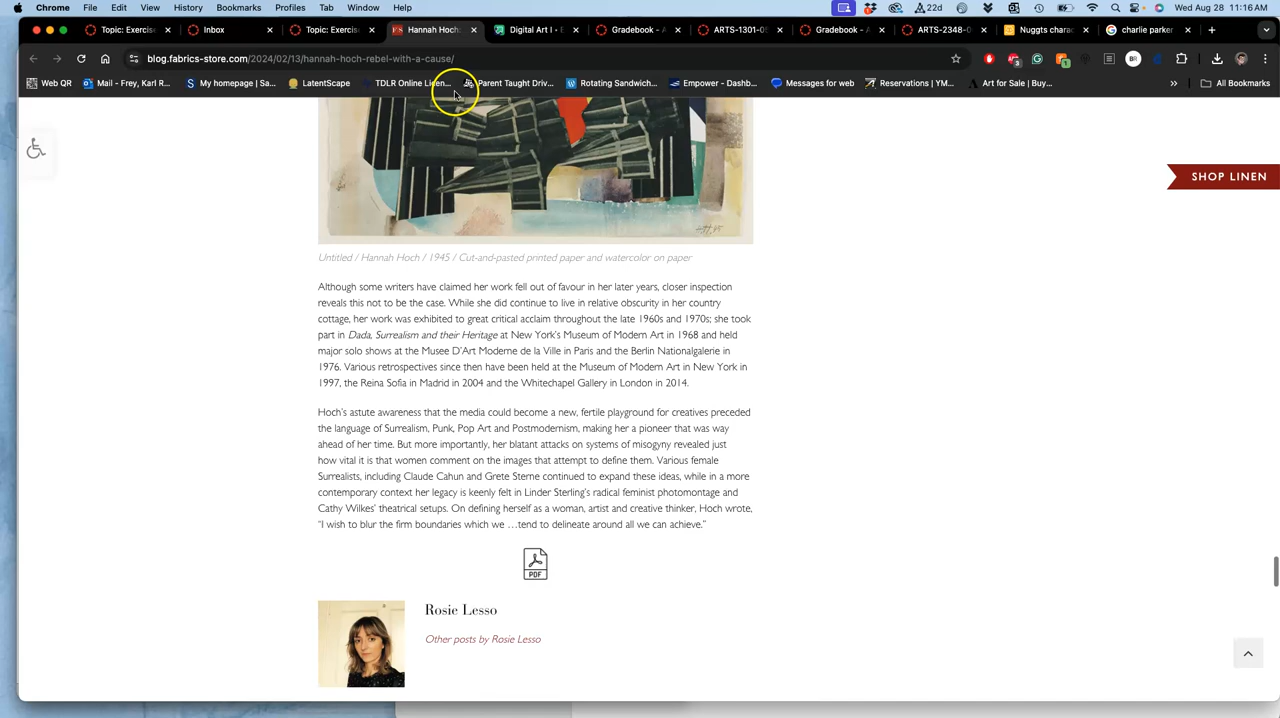 Chrome File Edit View History Bookmarks Profiles Tab Window Help 22d Wed Aug 28 11:16 AM
Topic: Exercis Inbox Topic: Exercis Hannah Hoch: Digital Art I - E Gradebook - A ARTS-1301-05 Gradebook - A ARTS-2348-0 Nuggts charac charlie parker
blog.fabrics-store.com/2024/02/13/hannah-hoch-rebel-with-a-cause/
Web QR Mail - Frey, Karl R... My homepage | Sa... LatentScape TDLR Online Licen... Parent Taught Driv... Rotating Sandwich... Empower - Dashb... Messages for web Reservations | YM... Art for Sale | Buy... YM... All Bookmarks
SHOP LINEN
Untitled / Hannah Hoch / 1945 / Cut-and-pasted printed paper and watercolor on paper
Although some writers have claimed her work fell out of favour in her later years, closer inspection
reveals this not to be the case. While she did continue to live in relative obscurity in her country
cottage, her work was exhibited to great critical acclaim throughout the late 1960s and 1970s; she took
part in Dada, Surrealism and their Heritage at New York's Museum of Modern Art in 1968 and held
major solo shows at the Musee D'Art Moderne de la Ville in Paris and the Berlin Nationalgalerie in
1976. Various retrospectives since then have been held at the Museum of Modern Art in New York in
1997, the Reina Sofia in Madrid in 2004 and the Whitechapel Gallery in London in 2014.
Hoch's astute awareness that the media could become a new, fertile playground for creatives preceded
the language of Surrealism, Punk, Pop Art and Postmodernism, making her a pioneer that was way
ahead of her time. But more importantly, her blatant attacks on systems of misogyny revealed just
how vital it is that women comment on the images that attempt to define them. Various female
Surrealists, including Claude Cahun and Grete Sterne continued to expand these ideas, while in a more
contemporary context her legacy is keenly felt in Linder Sterling's radical feminist photomontage and
Cathy Wilkes' theatrical setups. On defining herself as a woman, artist and creative thinker, Hoch wrote,
"I wish to blur the firm boundaries which we …tend to delineate around all we can achieve."
PDF
Rosie Lesso
Other posts by Rosie Lesso